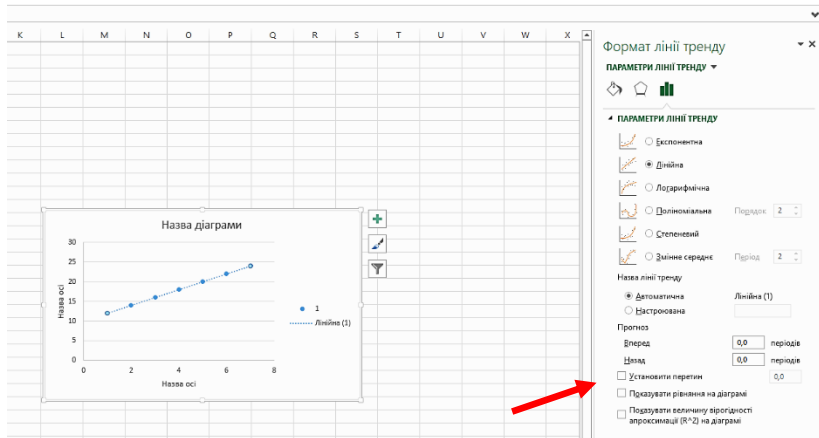 K L M N O P Q R S T U V W X
Формат лінії тренду
ПАРАМЕТРИ ЛІНІЇ ТРЕНДУ
ПАРАМЕТРИ ЛІНІЇ ТРЕНДУ
Експонентна
Лінійна
Логарифмічна
Поліноміальна Порядок 2
Степеневий
Змінне середнє Період 2
Назва лінії тренду
Автоматична Лінійна (1)
Настроювана
Прогноз
Вперед 0,0 періодів
Назад 0,0 періодів
Установити перетин 0,0
Показувати рівняння на діаграмі
Подазувати величину вірогідності
апроксимації (R^2) на діаграмі
Назва діаграми
Назва осі
30
25
20
15
10
5
0
0 2 4 6 8
Назва осі
1
Лінійна (1)